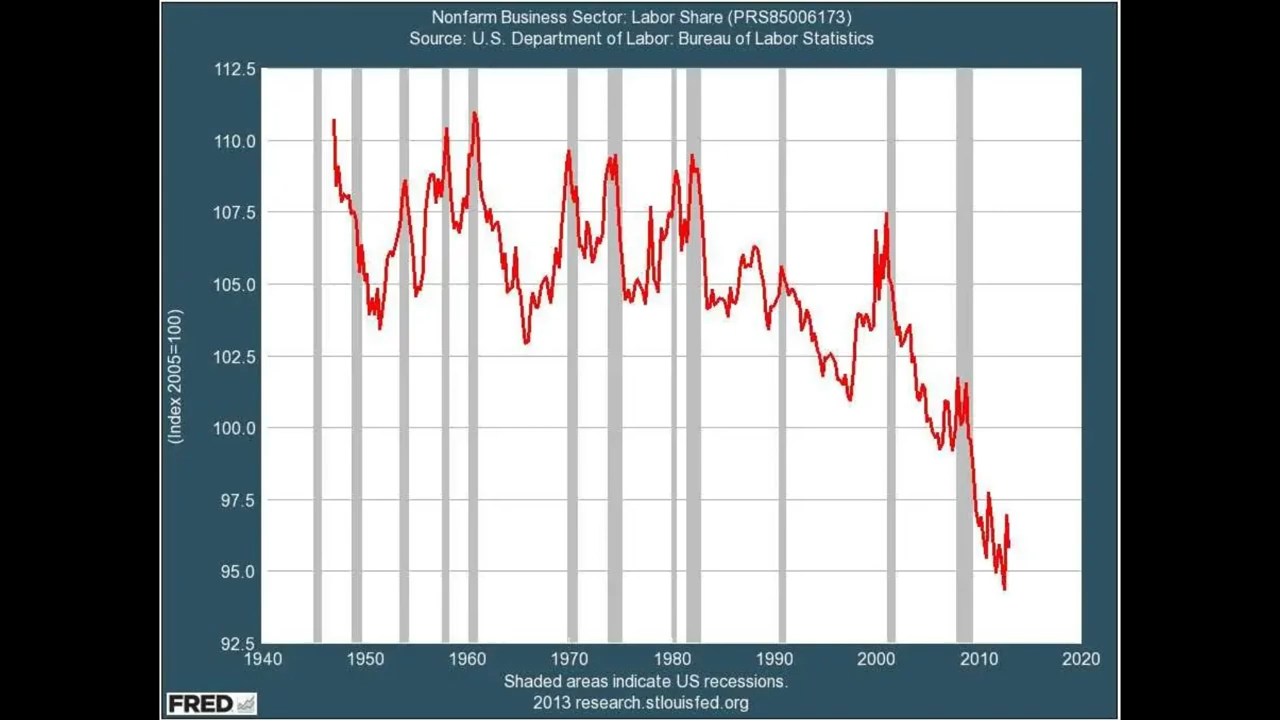 Nonfarm Business Sector: Labor Share (PRS85006173)
Source: U.S. Department of Labor: Bureau of Labor Statistics
(Index 2005=100)
112.5
110.0
107.5
105.0
102.5
100.0
97.5
95.0
92.5
1940 1950 1960 1970 1980 1990 2000 2010 2020
Shaded areas indicate US recessions.
2013 research.stlouisfed.org
FRED